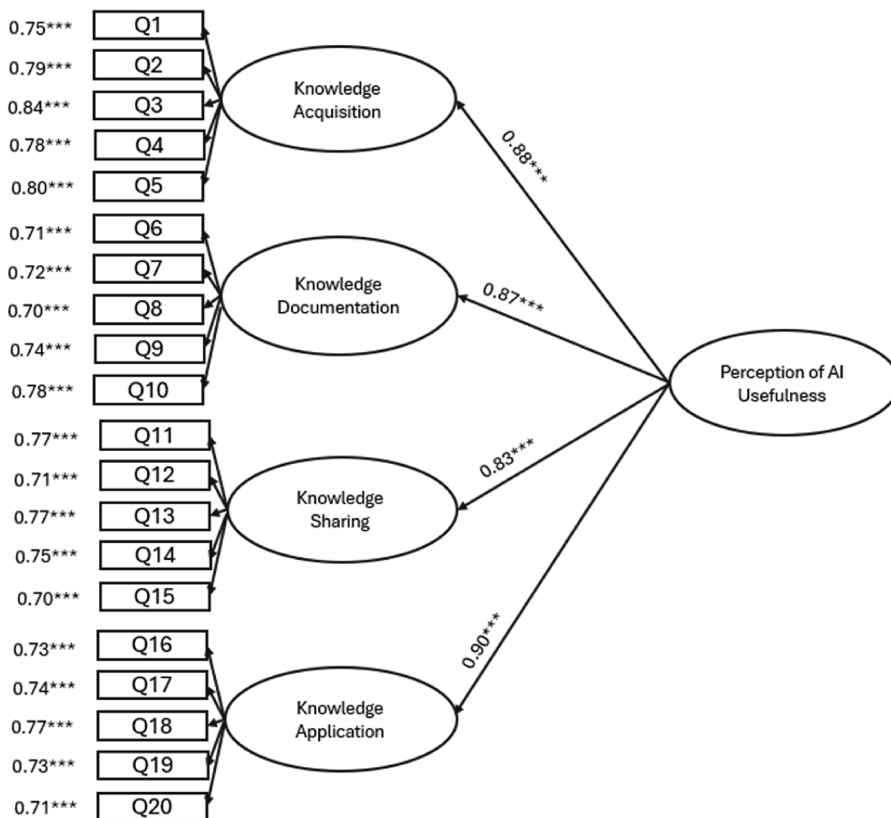 0.75*** Q1
0.79*** Q2
0.84*** Q3
0.78*** Q4
0.80*** Q5
Knowledge
Acquisition
0.88***
0.71*** Q6
0.72*** Q7
0.70*** Q8
0.74*** Q9
0.78*** Q10
Knowledge
Documentation
0.87***
Perception of AI
Usefulness
0.77*** Q11
0.71*** Q12
0.77*** Q13
0.75*** Q14
0.70*** Q15
Knowledge
Sharing
0.83***
0.73*** Q16
0.74*** Q17
0.77*** Q18
0.73*** Q19
0.71*** Q20
Knowledge
Application
0.90***